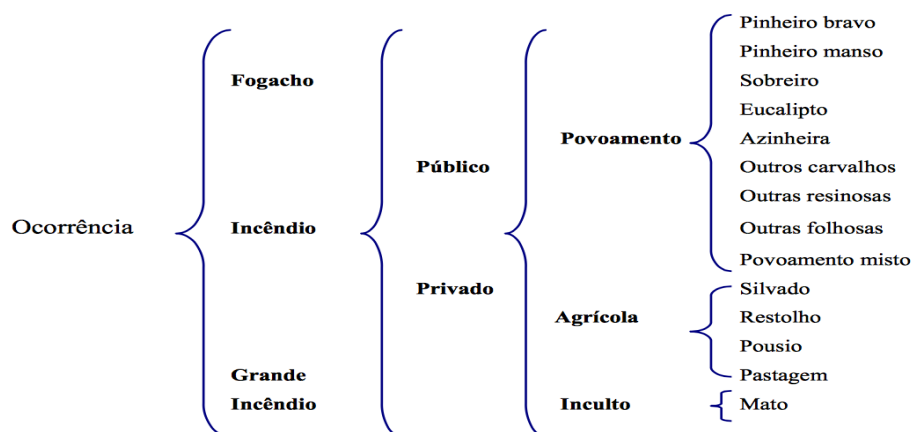 Ocorrência
Fogacho
Incêndio
Grande
Incêndio
Público
Privado
Povoamento
Agrícola
Inculto
Pinheiro bravo
Pinheiro manso
Sobreiro
Eucalipto
Azinheira
Outros carvalhos
Outras resinosas
Outras folhosas
Povoamento misto
Silvado
Restolho
Pousio
Pastagem
Mato